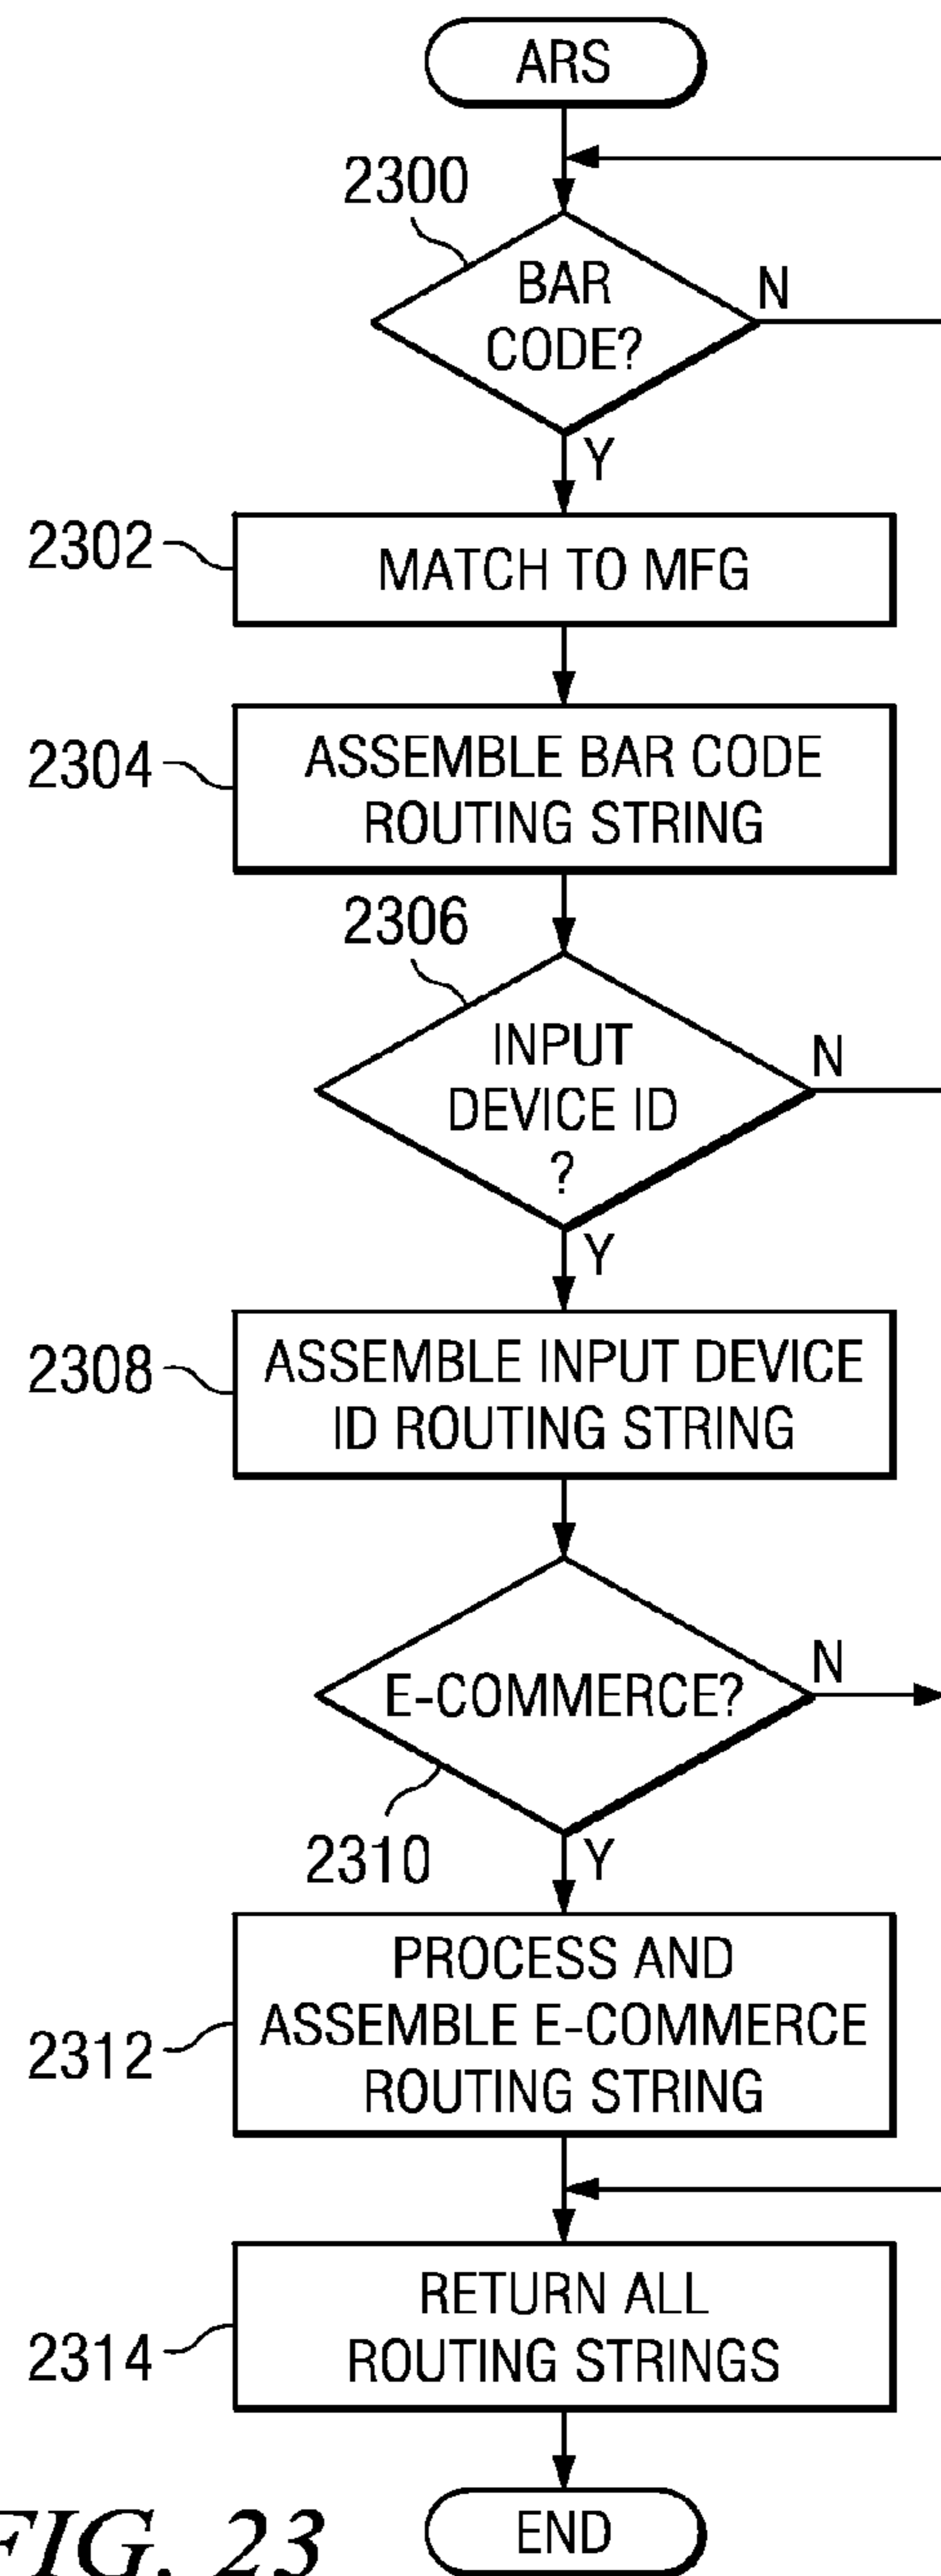 ARS
2300
BAR
CODE?
N
Y
2302
MATCH TO MFG
2304
ASSEMBLE BAR CODE
ROUTING STRING
2306
INPUT
DEVICE ID
?
N
Y
2308
ASSEMBLE INPUT DEVICE
ID ROUTING STRING
E-COMMERCE?
N
2310
Y
PROCESS AND
ASSEMBLE E-COMMERCE
ROUTING STRING
2312
RETURN ALL
ROUTING STRINGS
2314
END
FIG. 23